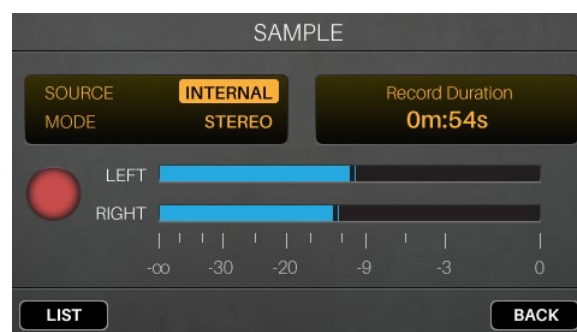 SAMPLE
SOURCE INTERNAL
MODE STEREO
Record Duration
0m:54s
LEFT
RIGHT
-∞ -30 -20 -9 -3 0
LIST BACK